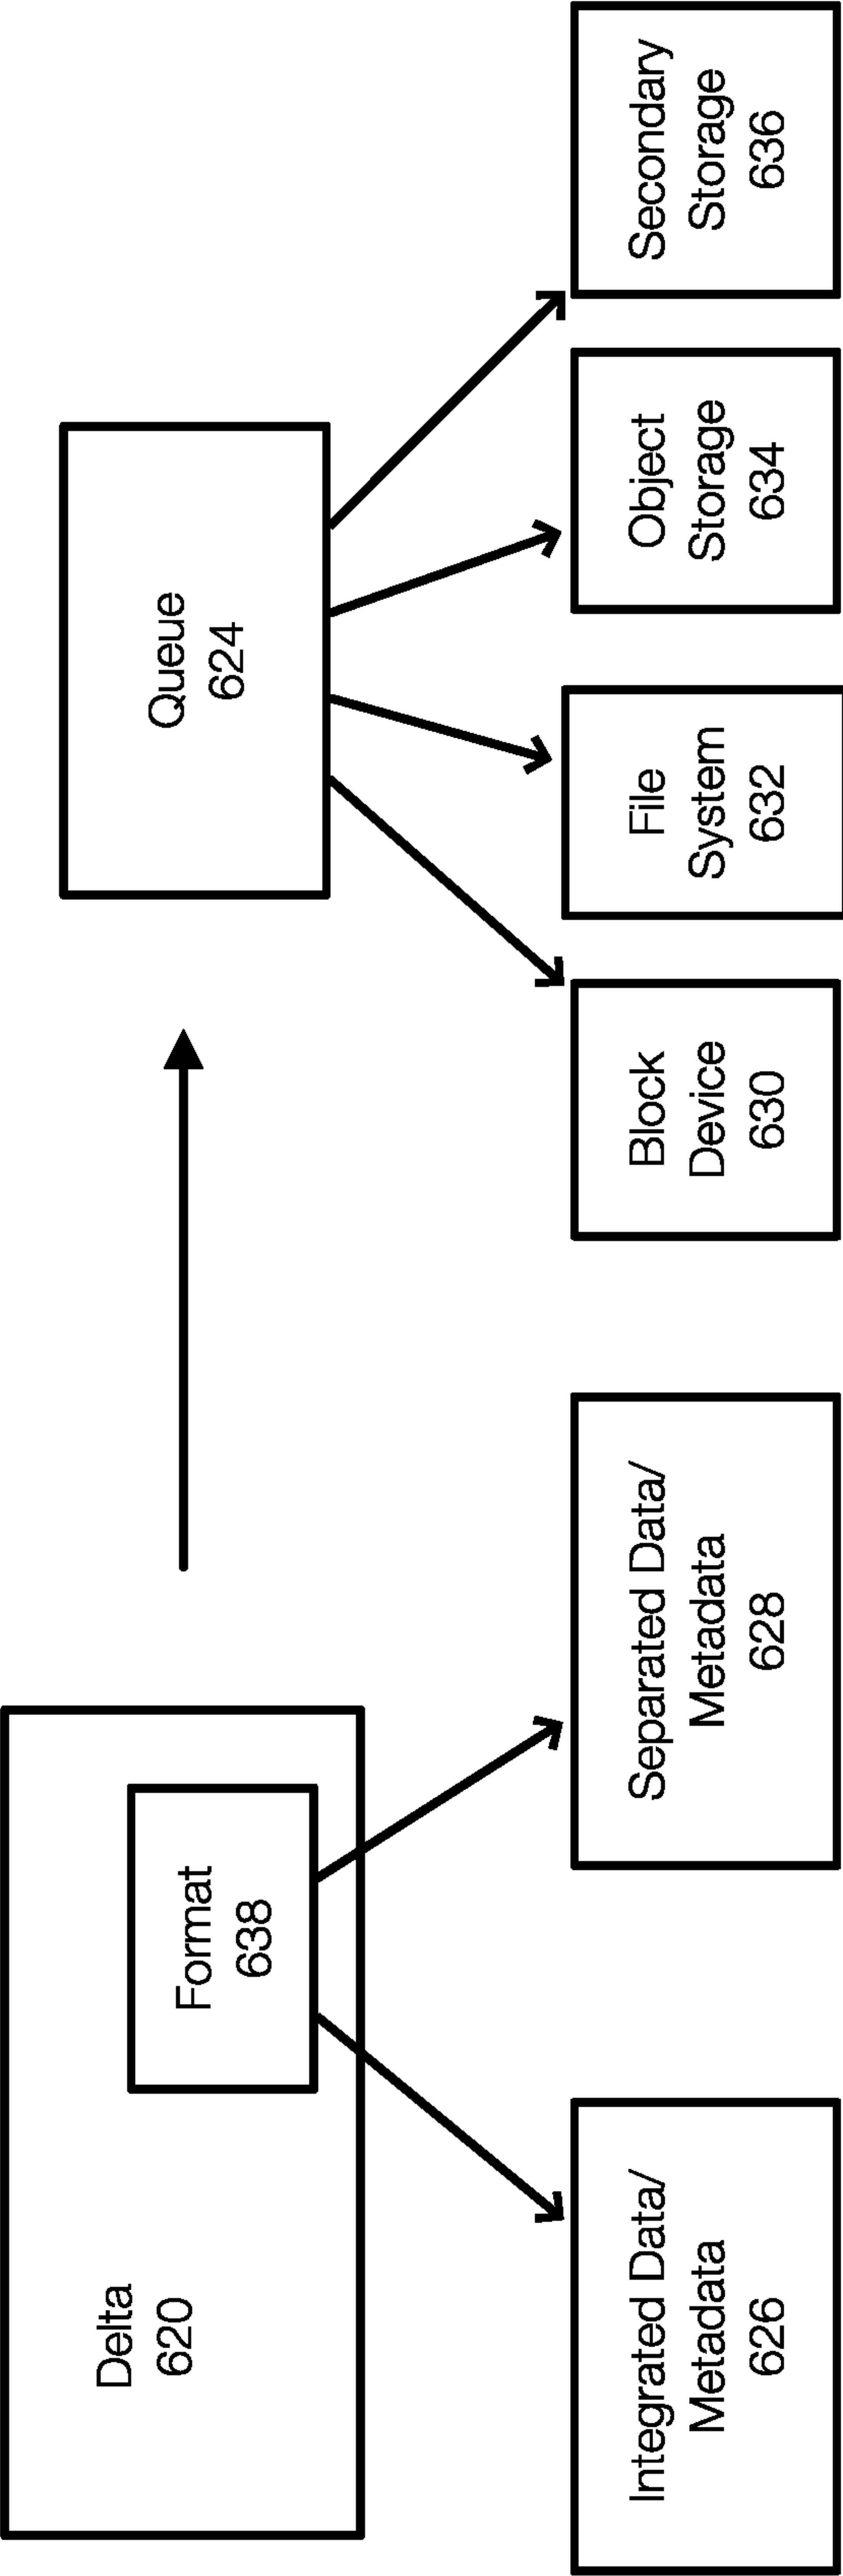 Delta
620
Format
638
Queue
624
Integrated Data/
Metadata
626
Separated Data/
Metadata
628
Block
Device
630
File
System
632
Object
Storage
634
Secondary
Storage
636